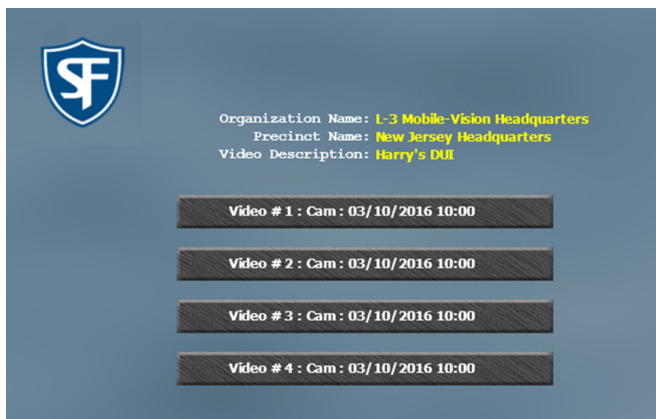 SF
Organization Name: L-3 Mobile-Vision Headquarters
Precinct Name: New Jersey Headquarters
Video Description: Harry's DUI
Video # 1 : Cam : 03/10/2016 10:00
Video # 2 : Cam : 03/10/2016 10:00
Video # 3 : Cam : 03/10/2016 10:00
Video # 4 : Cam : 03/10/2016 10:00